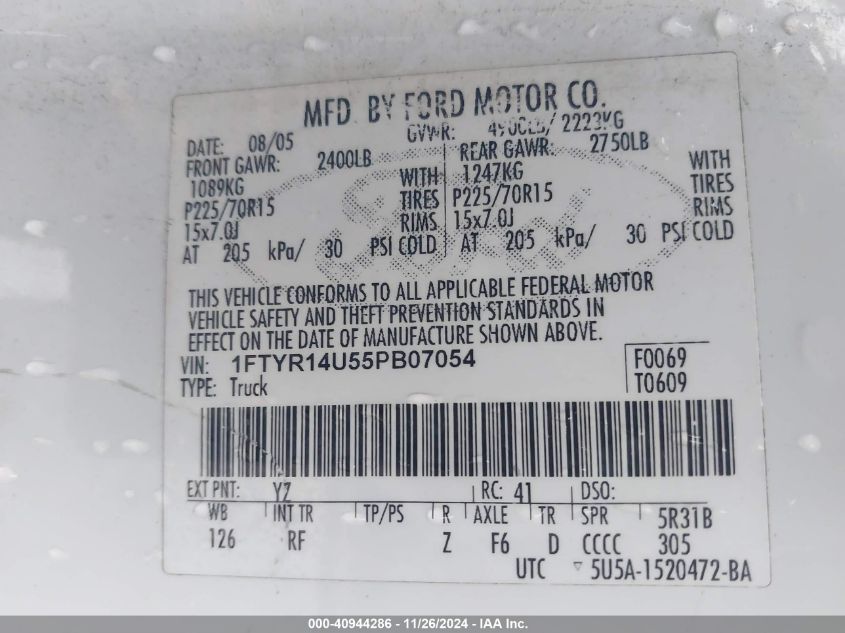 MFD. BY FORD MOTOR CO.
DATE: 08/05 GVWR: 4900LB/ 2223KG
FRONT GAWR: 2400LB REAR GAWR: 2750LB
1089KG WITH 1247KG WITH
P225/70R15 TIRES P225/70R15 TIRES
15x7.0J RIMS 15x7.0J RIMS
AT 205 kPa/ 30 PSI COLD AT 205 kPa/ 30 PSI COLD
THIS VEHICLE CONFORMS TO ALL APPLICABLE FEDERAL MOTOR
VEHICLE SAFETY AND THEFT PREVENTION STANDARDS IN
EFFECT ON THE DATE OF MANUFACTURE SHOWN ABOVE.
VIN: 1FTYR14U55PB07054 F0069
TYPE: Truck T0609
EXT PNT: YZ RC: 41 DSO:
WB INT TR TP/PS R AXLE TR SPR 5R31B
126 RF Z F6 D CCCC 305
UTC ▽ 5U5A-1520472-BA
000-40944286 - 11/26/2024 - IAA Inc.